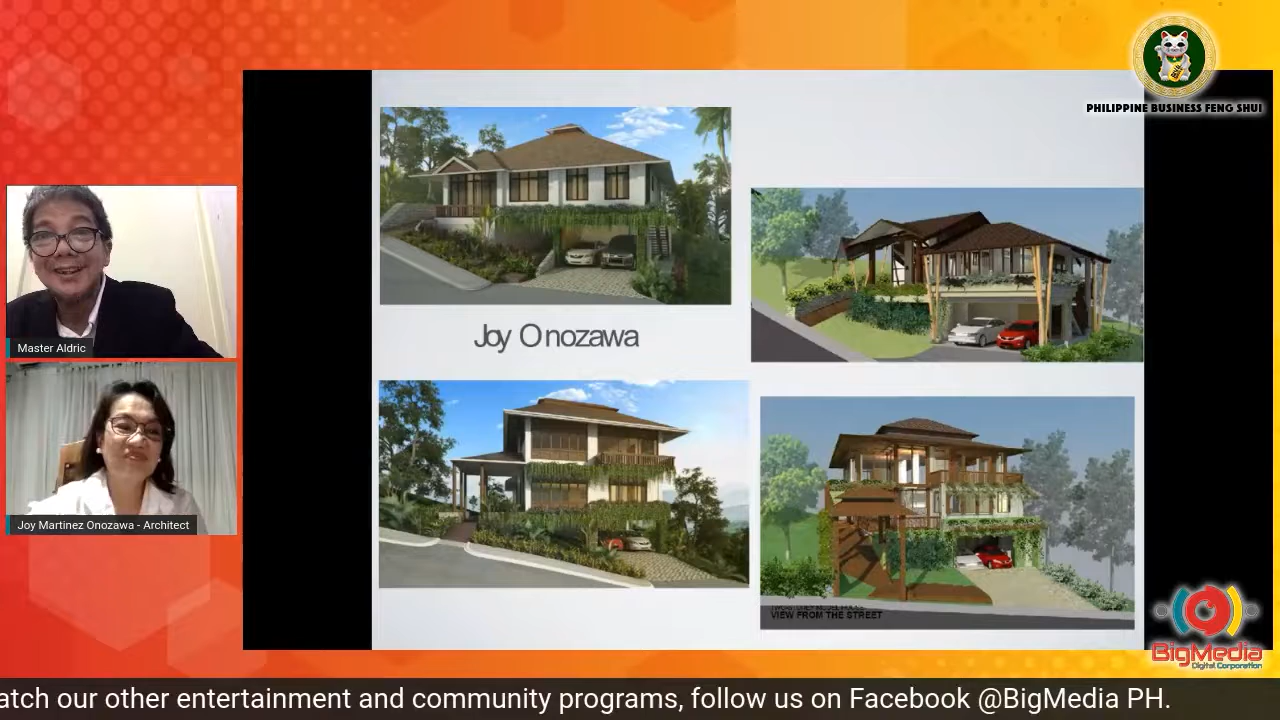 PHILIPPINE BUSINESS FENG SHUI
Master Aldric
Joy Onozawa
Joy Martinez Onozawa - Architect
VIEW FROM THE STREET
BigMedia
Digital Corporation
atch our other entertainment and community programs, follow us on Facebook @BigMedia PH.